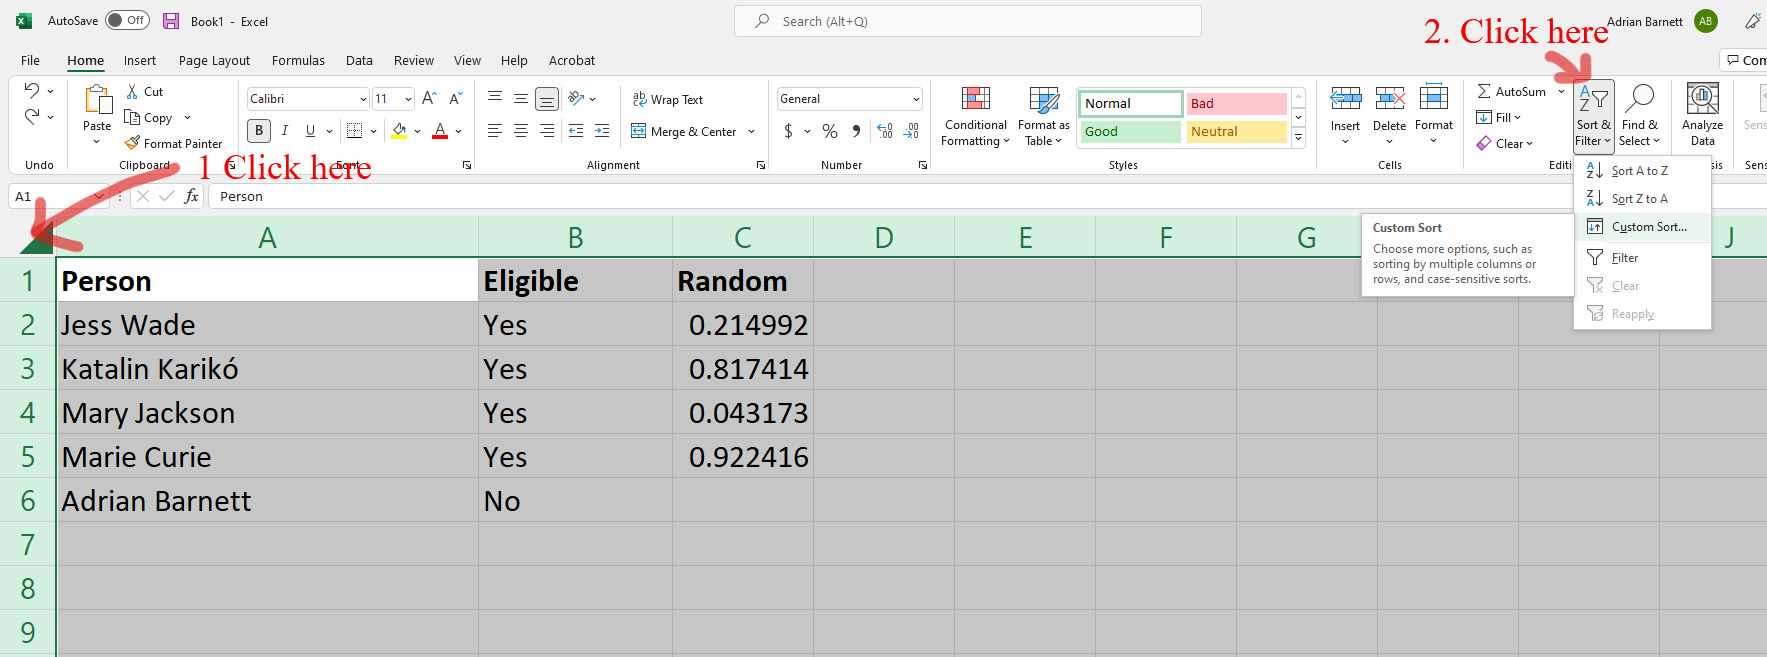 AutoSave Off Book1 - Excel Search (Alt+Q) Adrian Barnett AB
2. Click here
File Home Insert Page Layout Formulas Data Review View Help Acrobat
Cut
Calibri 11 A^ A˅ Wrap Text General Normal Bad AutoSum
Paste Copy Conditional Formatting Format as Table Insert Delete Format Fill Sort & Filter Find & Select Analyze Data
B I U A Merge & Center $ % Good Neutral
Format Painter Clear
Undo Clipboard Alignment Number Styles Cells
1 Click here
A1 fx Person
Sort A to Z
Sort Z to A
Custom Sort...
Filter
Clear
Reapply
Custom Sort
Choose more options, such as
sorting by multiple columns or
rows, and case-sensitive sorts.
A B C D E F G J
1 Person Eligible Random
2 Jess Wade Yes 0.214992
3 Katalin Karikó Yes 0.817414
4 Mary Jackson Yes 0.043173
5 Marie Curie Yes 0.922416
6 Adrian Barnett No
7
8
9